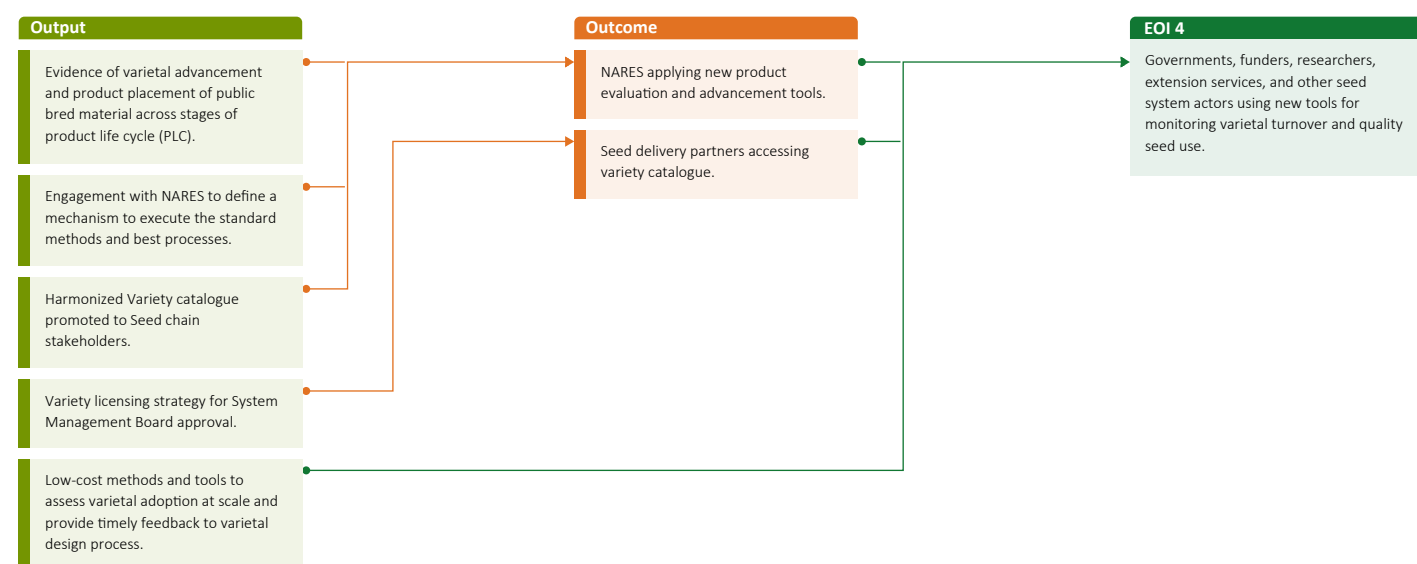 Output
Evidence of varietal advancement
and product placement of public
bred material across stages of
product life cycle (PLC).
Engagement with NARES to define a
mechanism to execute the standard
methods and best processes.
Harmonized Variety catalogue
promoted to Seed chain
stakeholders.
Variety licensing strategy for System
Management Board approval.
Low-cost methods and tools to
assess varietal adoption at scale and
provide timely feedback to varietal
design process.
Outcome
NARES applying new product
evaluation and advancement tools.
Seed delivery partners accessing
variety catalogue.
EOI 4
Governments, funders, researchers,
extension services, and other seed
system actors using new tools for
monitoring varietal turnover and quality
seed use.